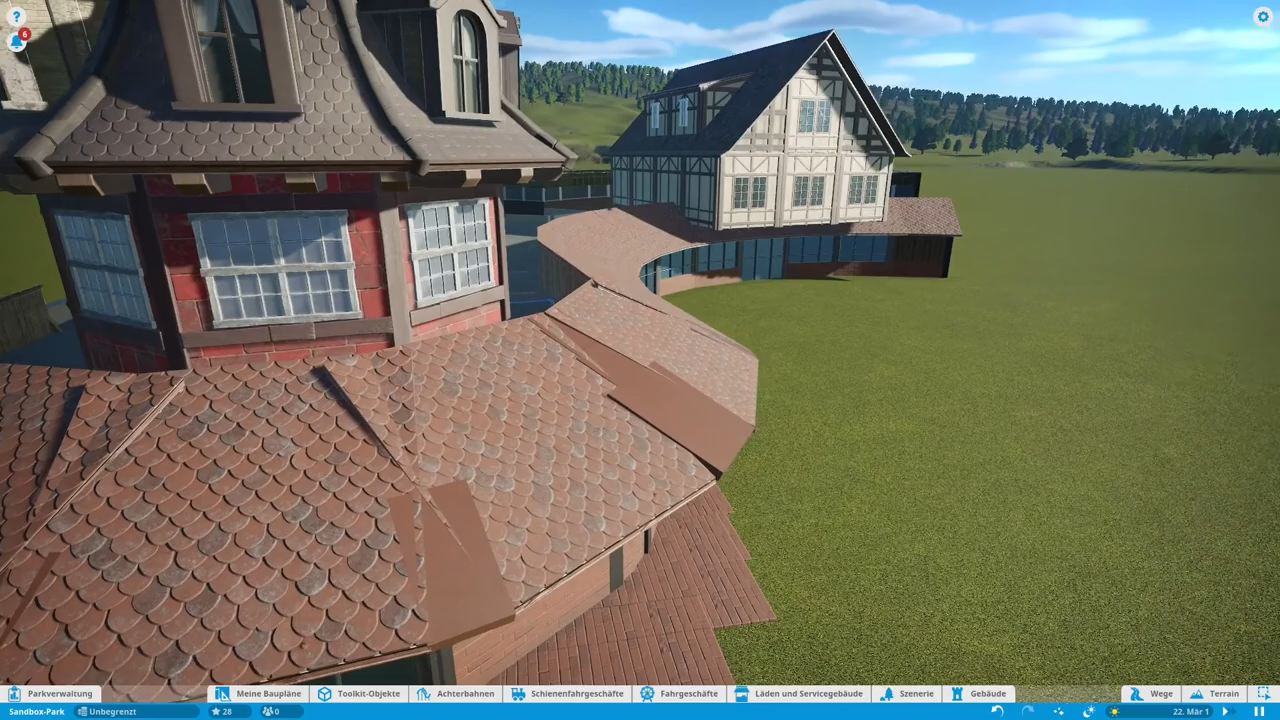 ?
6
Parkverwaltung
Meine Baupläne
Toolkit-Objekte
Achterbahnen
Schienenfahrgeschäfte
Fahrgeschäfte
Läden und Servicegebäude
Szenerie
Gebäude
Wege
Terrain
Sandbox-Park
Unbegrenzt
28
0
22. Mär 1